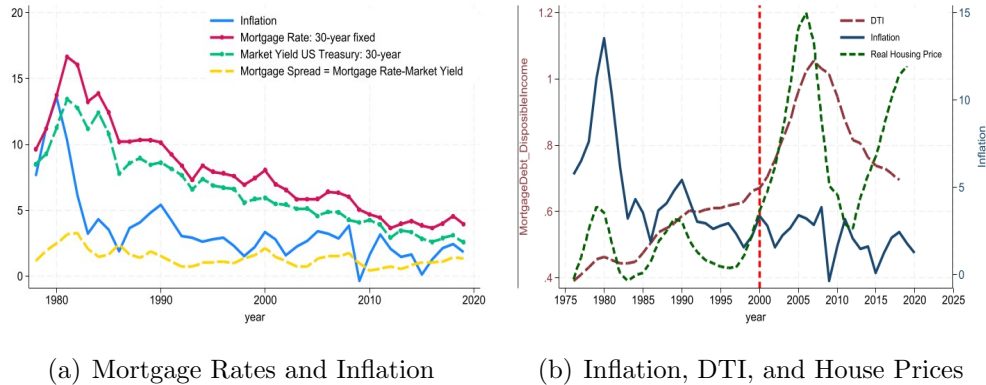 20
15
10
5
0
1980
1990
2000
2010
2020
year
Inflation
Mortgage Rate: 30-year fixed
Market Yield US Treasury: 30-year
Mortgage Spread = Mortgage Rate-Market Yield
(a) Mortgage Rates and Inflation
MortgageDebt_DisposibleIncome
1.2
1
.8
.6
.4
1975
1980
1985
1990
1995
2000
2005
2010
2015
2020
2025
year
DTI
Inflation
Real Housing Price
15
10
5
0
Inflation
(b) Inflation, DTI, and House Prices